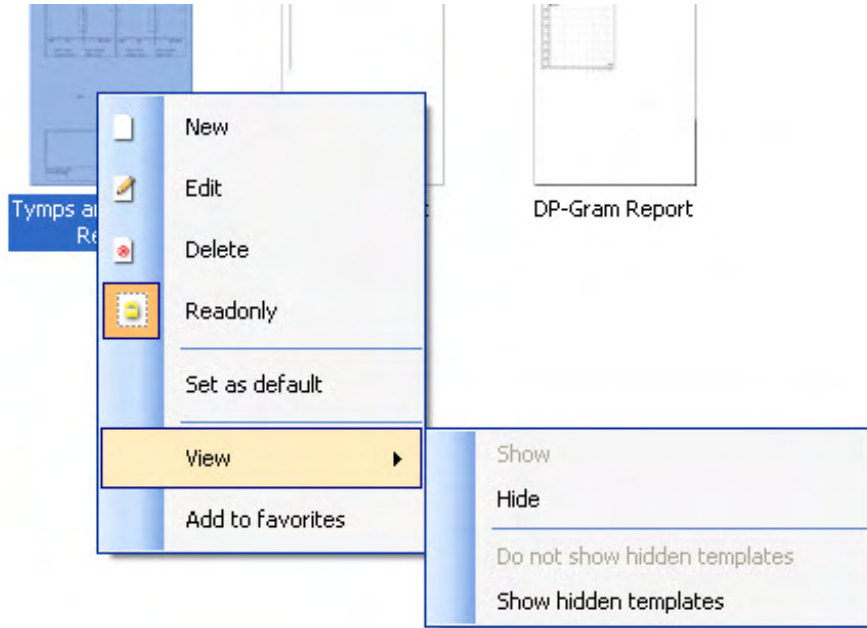 Tymps a
Re
DP-Gram Report
New
Edit
Delete
Readonly
Set as default
View
Add to favorites
Show
Hide
Do not show hidden templates
Show hidden templates